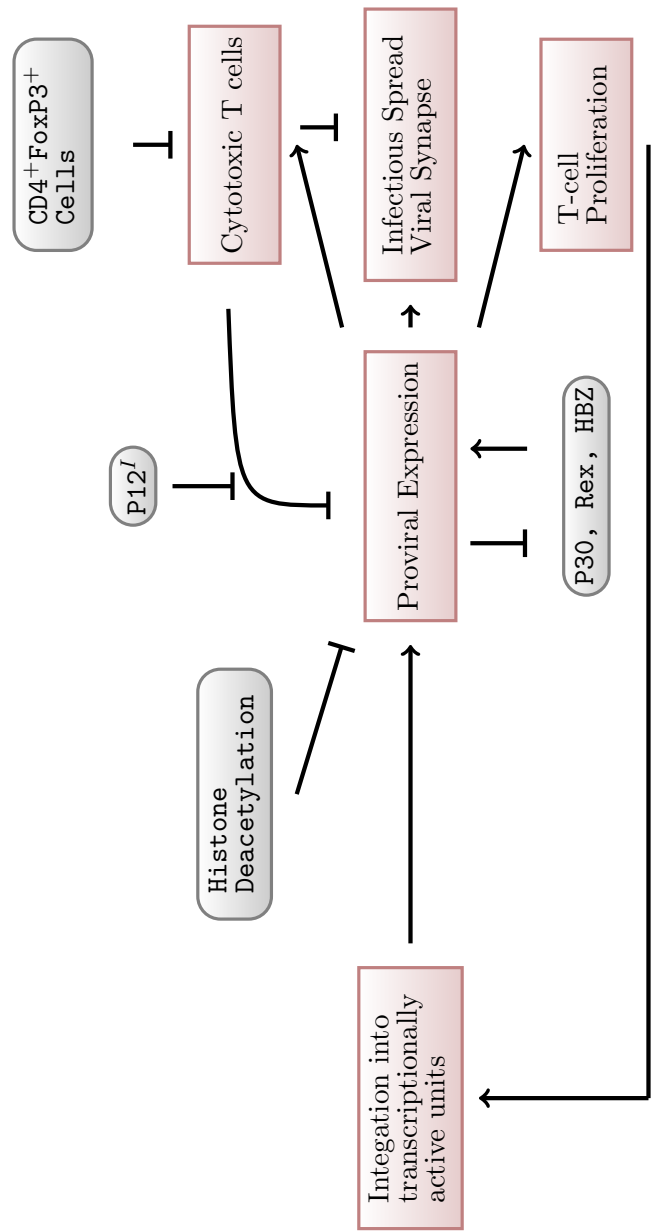 CD4⁺FoxP3⁺
Cells
P12ᴵ
Cytotoxic T cells
Histone
Deacetylation
Integation into
transcriptionally
active units
Proviral Expression
Infectious Spread
Viral Synapse
P30, Rex, HBZ
T-cell
Proliferation